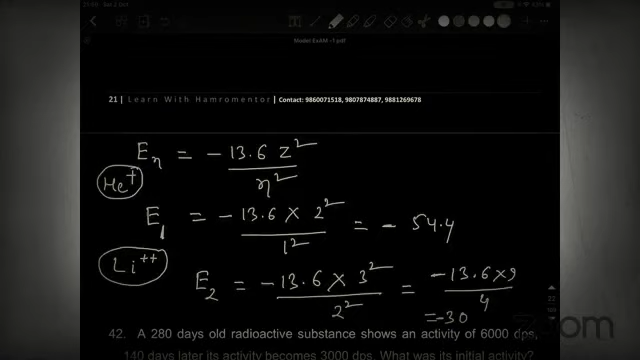 Model ExAM -1 pdf
21 | Learn With Hamromentor | Contact: 9860071518, 9807874887, 9881269678
Eη = -13.6 Z² / η²
He⁺
E₁ = -13.6 × 2² / 1² = - 54.4
Li⁺⁺
E₂ = -13.6 × 3² / 2² = -13.6 × 9 / 4
= -30
zoom
42. A 280 days old radioactive substance shows an activity of 6000 dps,
140 days later its activity becomes 3000 dps. What was its initial activity?